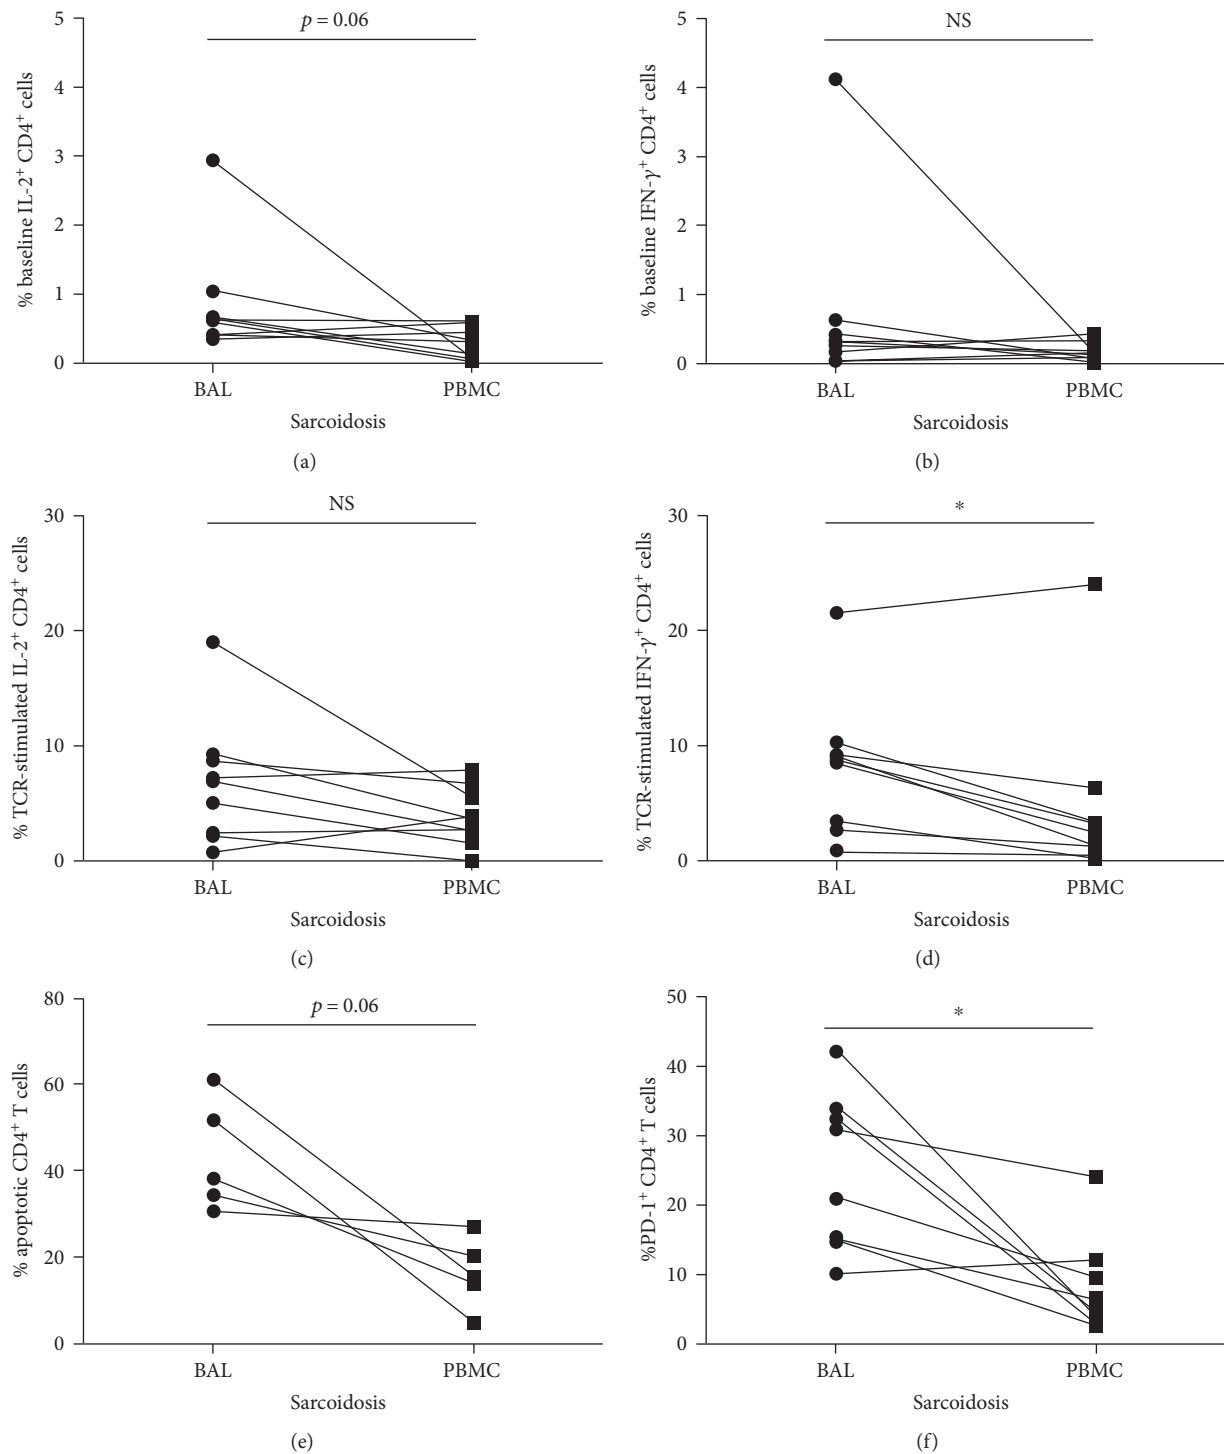 p = 0.06
% baseline IL-2+ CD4+ cells
5
4
3
2
1
0
BAL PBMC
Sarcoidosis
(a)
NS
% baseline IFN-γ+ CD4+ cells
5
4
3
2
1
0
BAL PBMC
Sarcoidosis
(b)
NS
% TCR-stimulated IL-2+ CD4+ cells
30
20
10
0
BAL PBMC
Sarcoidosis
(c)
*
% TCR-stimulated IFN-γ+ CD4+ cells
30
20
10
0
BAL PBMC
Sarcoidosis
(d)
p = 0.06
% apoptotic CD4+ T cells
80
60
40
20
0
BAL PBMC
Sarcoidosis
(e)
*
%PD-1+ CD4+ T cells
50
40
30
20
10
0
BAL PBMC
Sarcoidosis
(f)